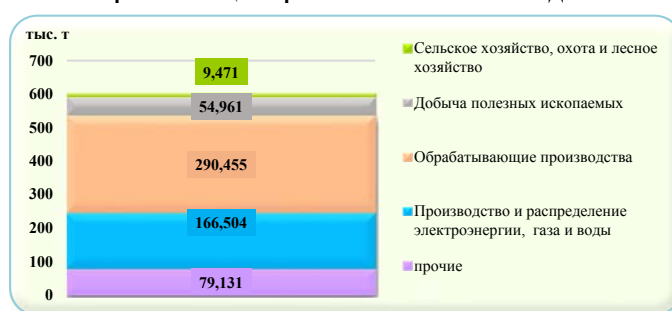 тыс. т
700
600
500
400
300
200
100
0
9,471
54,961
290,455
166,504
79,131
Сельское хозяйство, охота и лесное
хозяйство
Добыча полезных ископаемых
Обрабатывающие производства
Производство и распределение
электроэнергии, газа и воды
прочие